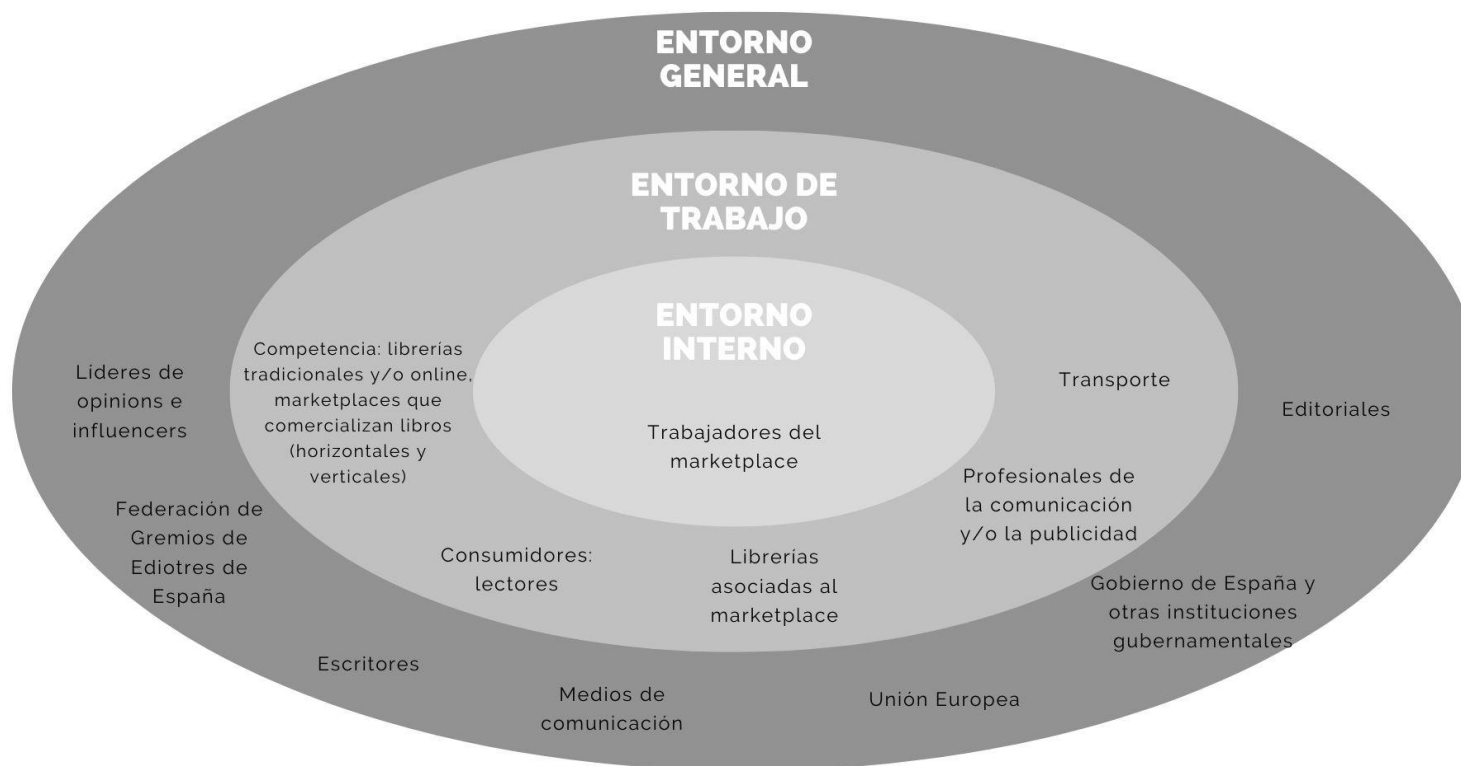 ENTORNO
GENERAL
ENTORNO DE
TRABAJO
ENTORNO
INTERNO
Trabajadores del
marketplace
Competencia: librerías
tradicionales y/o online,
marketplaces que
comercializan libros
(horizontales y
verticales)
Transporte
Profesionales de
la comunicación
y/o la publicidad
Consumidores:
lectores
Librerías
asociadas al
marketplace
Lideres de
opinions e
influencers
Editoriales
Federación de
Gremios de
Ediotres de
España
Gobierno de España y
otras instituciones
gubernamentales
Escritores
Medios de
comunicación
Unión Europea